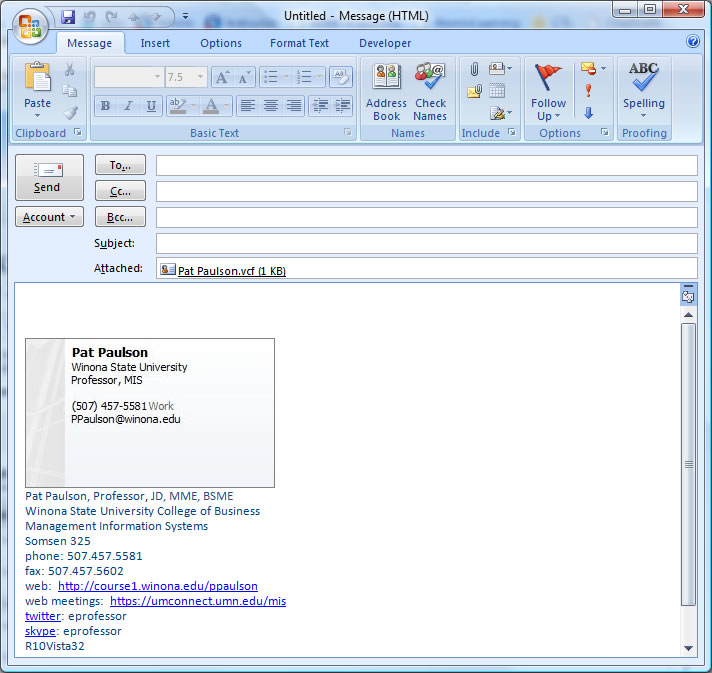 Untitled - Message (HTML)
Message Insert Options Format Text Developer
Paste
7.5
B I U
Address Book
Check Names
Follow Up
ABC
Spelling
Clipboard
Basic Text
Names
Include
Options
Proofing
Send
Account
To...
Cc...
Bcc...
Subject:
Attached: Pat Paulson.vcf (1 KB)
Pat Paulson
Winona State University
Professor, MIS
(507) 457-5581 Work
PPaulson@winona.edu
Pat Paulson, Professor, JD, MME, BSME
Winona State University College of Business
Management Information Systems
Somsen 325
phone: 507.457.5581
fax: 507.457.5602
web: http://course1.winona.edu/ppaulson
web meetings: https://umconnect.umn.edu/mis
twitter: eprofessor
skype: eprofessor
R10Vista32